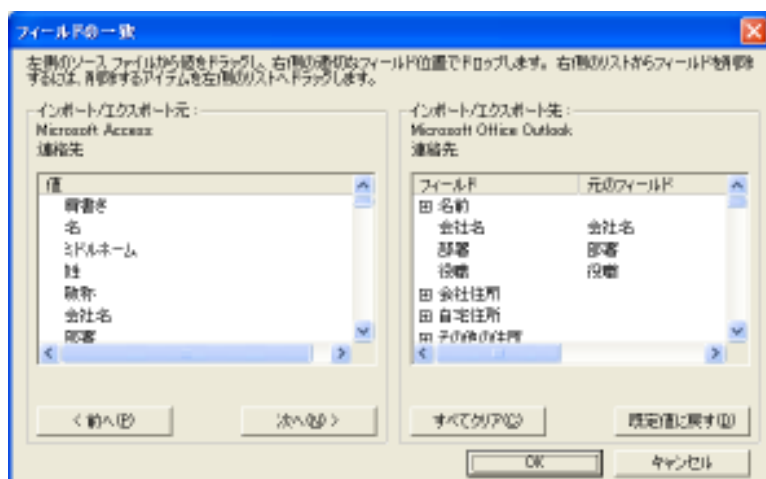 フィールドの一致
左側のソース ファイルから値をドラッグし、右側の適切なフィールド位置でドロップします。右側のリストからフィールドを削除
するには、削除するアイテムを左側のリストへドラッグします。
インポート/エクスポート元:
Microsoft Access
連絡先
値
肩書き
名
ミドルネーム
姓
敬称
会社名
部署
< 前へ(P)
次へ(N) >
インポート/エクスポート先:
Microsoft Office Outlook
連絡先
フィールド 元のフィールド
名前
会社名 会社名
部署 部署
役職 役職
会社住所
自宅住所
その他の住所
すべてクリア(C)
既定値に戻す(D)
OK
キャンセル